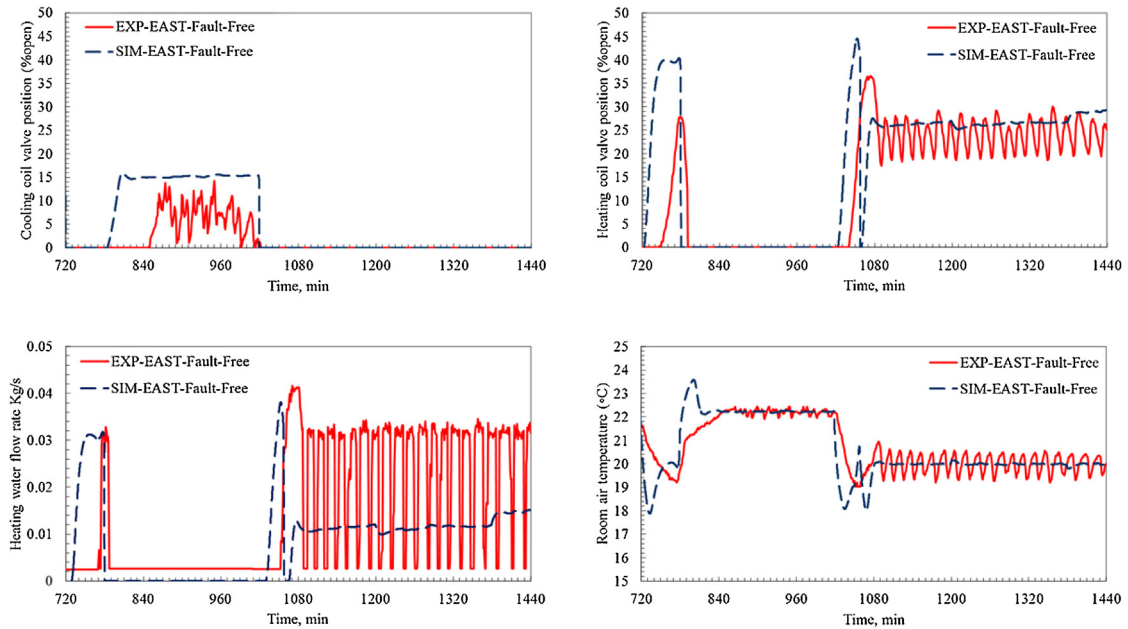 EXP-EAST-Fault-Free
SIM-EAST-Fault-Free
Cooling coil valve position (%open)
50
45
40
35
30
25
20
15
10
5
0
720 840 960 1080 1200 1320 1440
Time, min
EXP-EAST-Fault-Free
SIM-EAST-Fault-Free
Heating coil valve position (%open)
50
45
40
35
30
25
20
15
10
5
0
720 840 960 1080 1200 1320 1440
Time, min
EXP-EAST-Fault-Free
SIM-EAST-Fault-Free
Heating water flow rate Kg/s
0.05
0.04
0.03
0.02
0.01
0
720 840 960 1080 1200 1320 1440
Time, min
EXP-EAST-Fault-Free
SIM-EAST-Fault-Free
Room air temperature (∘C)
25
24
23
22
21
20
19
18
17
16
15
720 840 960 1080 1200 1320 1440
Time, min